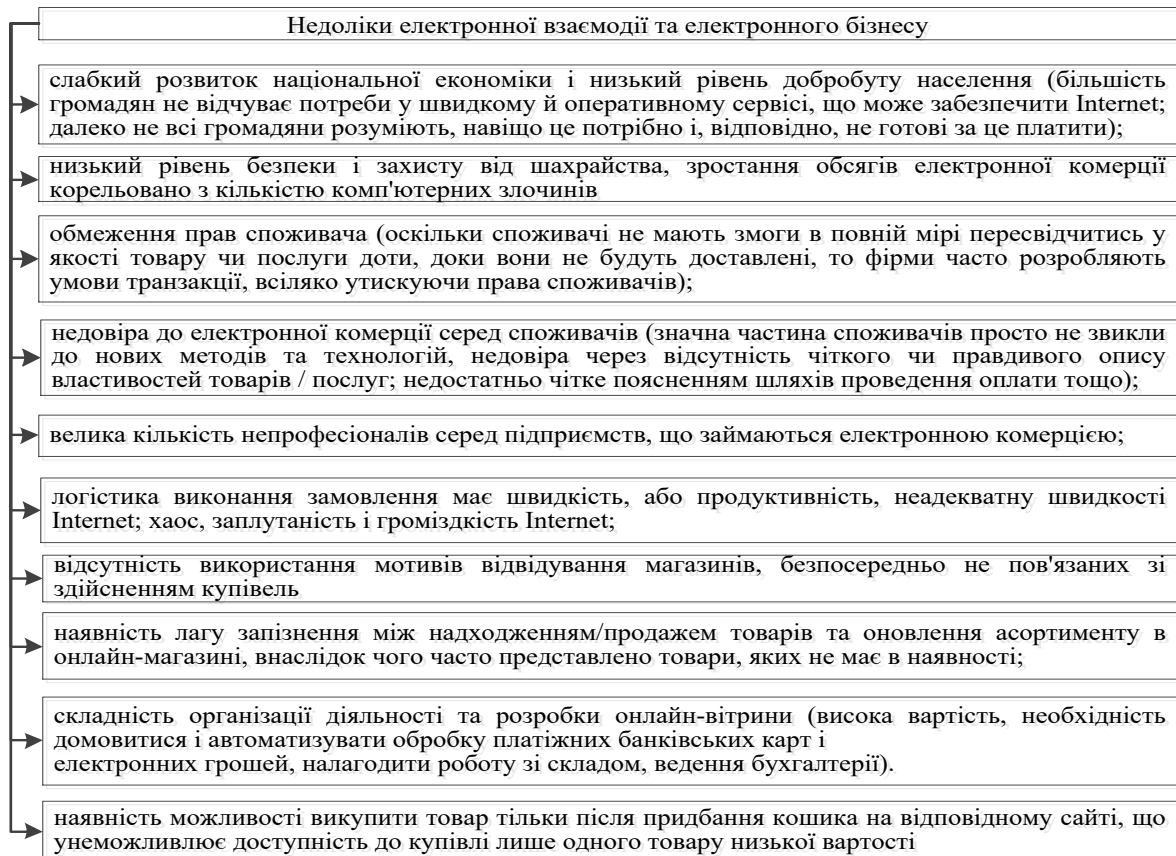 Недоліки електронної взаємодії та електронного бізнесу
слабкий розвиток національної економіки і низький рівень добробуту населення (більшість
громадян не відчуває потреби у швидкому й оперативному сервісі, що може забезпечити Internet;
далеко не всі громадяни розуміють, навіщо це потрібно і, відповідно, не готові за це платити);
низький рівень безпеки і захисту від шахрайства, зростання обсягів електронної комерції
корельовано з кількістю комп'ютерних злочинів
обмеження прав споживача (оскільки споживачі не мають змоги в повній мірі пересвідчитись у
якості товару чи послуги доти, доки вони не будуть доставлені, то фірми часто розробляють
умови транзакції, всіляко утискуючи права споживачів);
недовіра до електронної комерції серед споживачів (значна частина споживачів просто не звикли
до нових методів та технологій, недовіра через відсутність чіткого чи правдивого опису
властивостей товарів / послуг; недостатньо чітке поясненням шляхів проведення оплати тощо);
велика кількість непрофесіоналів серед підприємств, що займаються електронною комерцією;
логістика виконання замовлення має швидкість, або продуктивність, неадекватну швидкості
Internet; хаос, заплутаність і громіздкість Internet;
відсутність використання мотивів відвідування магазинів, безпосередньо не пов'язаних зі
здійсненням купівель
наявність лагу запізнення між надходженням/продажем товарів та оновлення асортименту в
онлайн-магазині, внаслідок чого часто представлено товари, яких не має в наявності;
складність організації діяльності та розробки онлайн-вітрини (висока вартість, необхідність
домовитися і автоматизувати обробку платіжних банківських карт і
електронних грошей, налагодити роботу зі складом, ведення бухгалтерії).
наявність можливості викупити товар тільки після придбання кошика на відповідному сайті, що
унеможливлює доступність до купівлі лише одного товару низької вартості